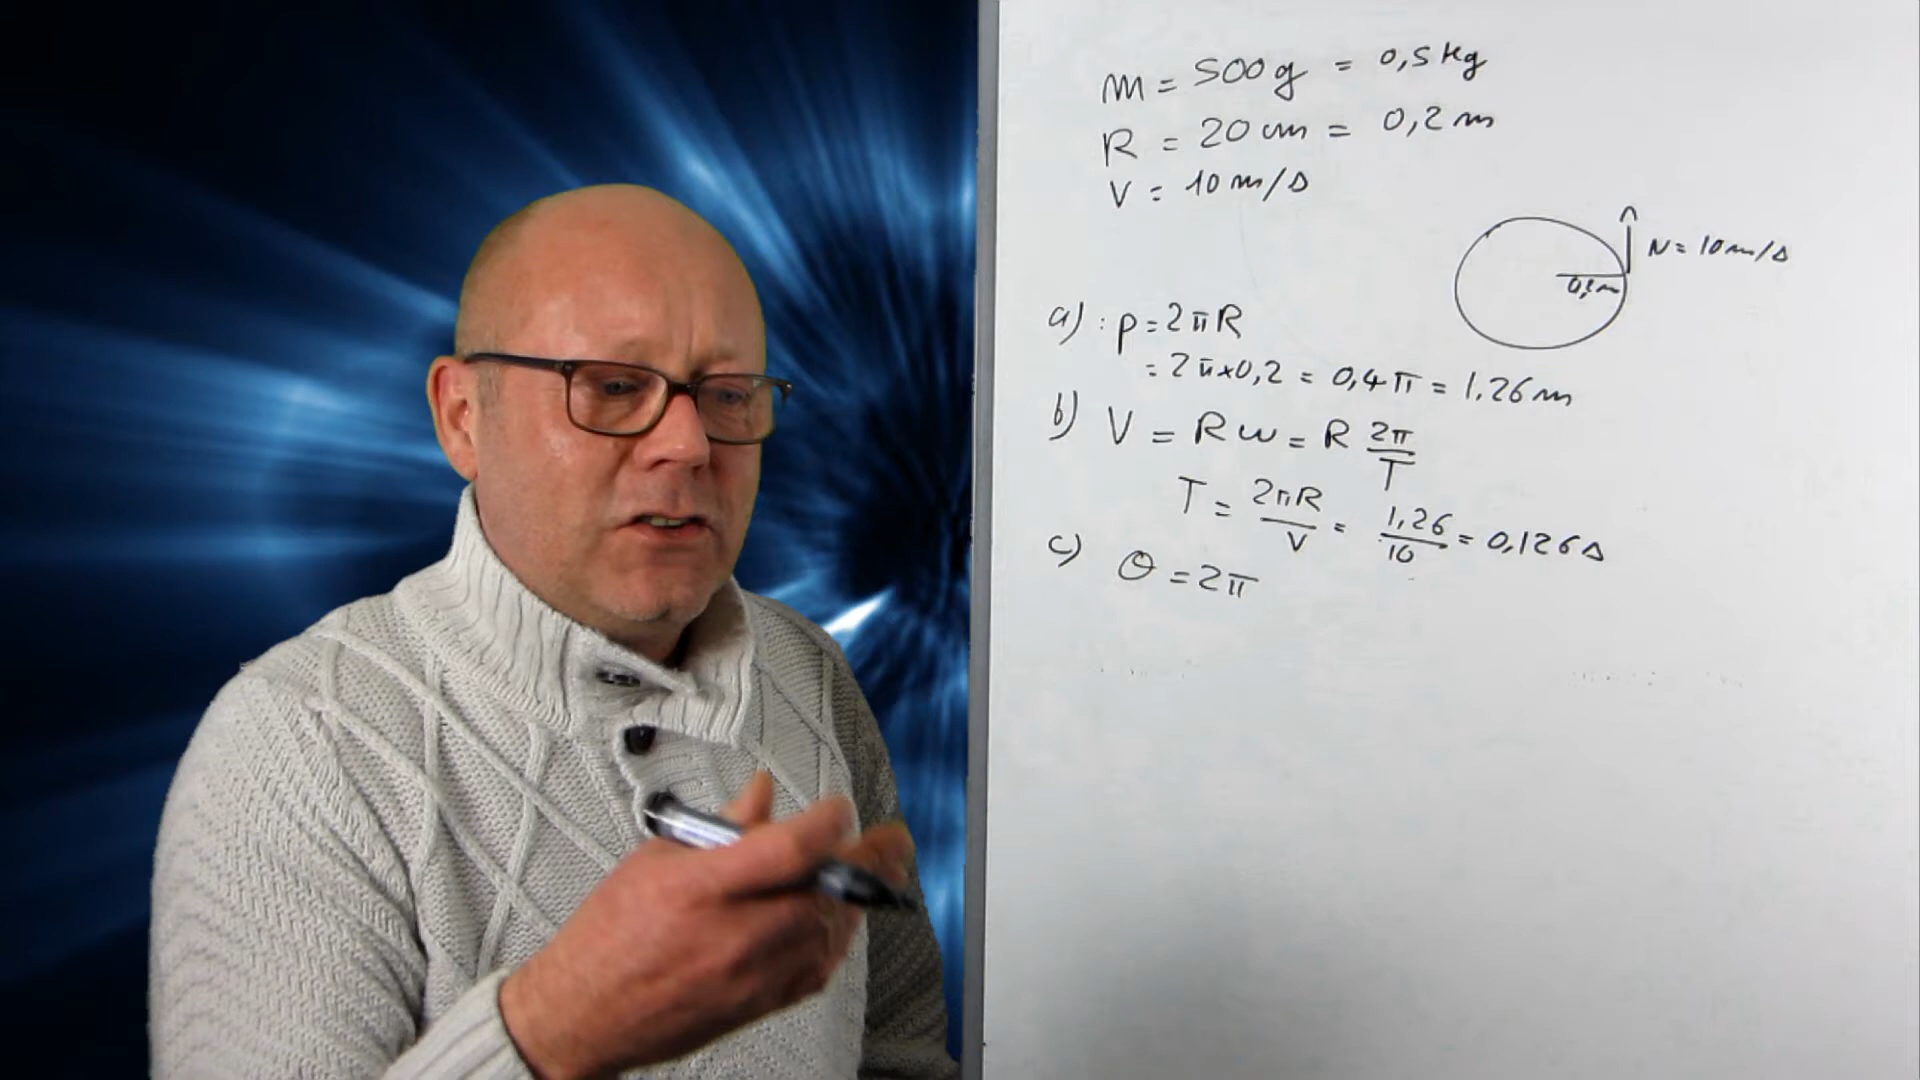 m = 500 g = 0,5 Kg
R = 20 cm = 0,2 m
V = 10 m/s
N = 10 m/s
0,2m
a) : p = 2πR
= 2π×0,2 = 0,4π = 1,26 m
b) V = Rω = R 2π/T
T = 2πR/V = 1,26/10 = 0,126 s
c) θ = 2π